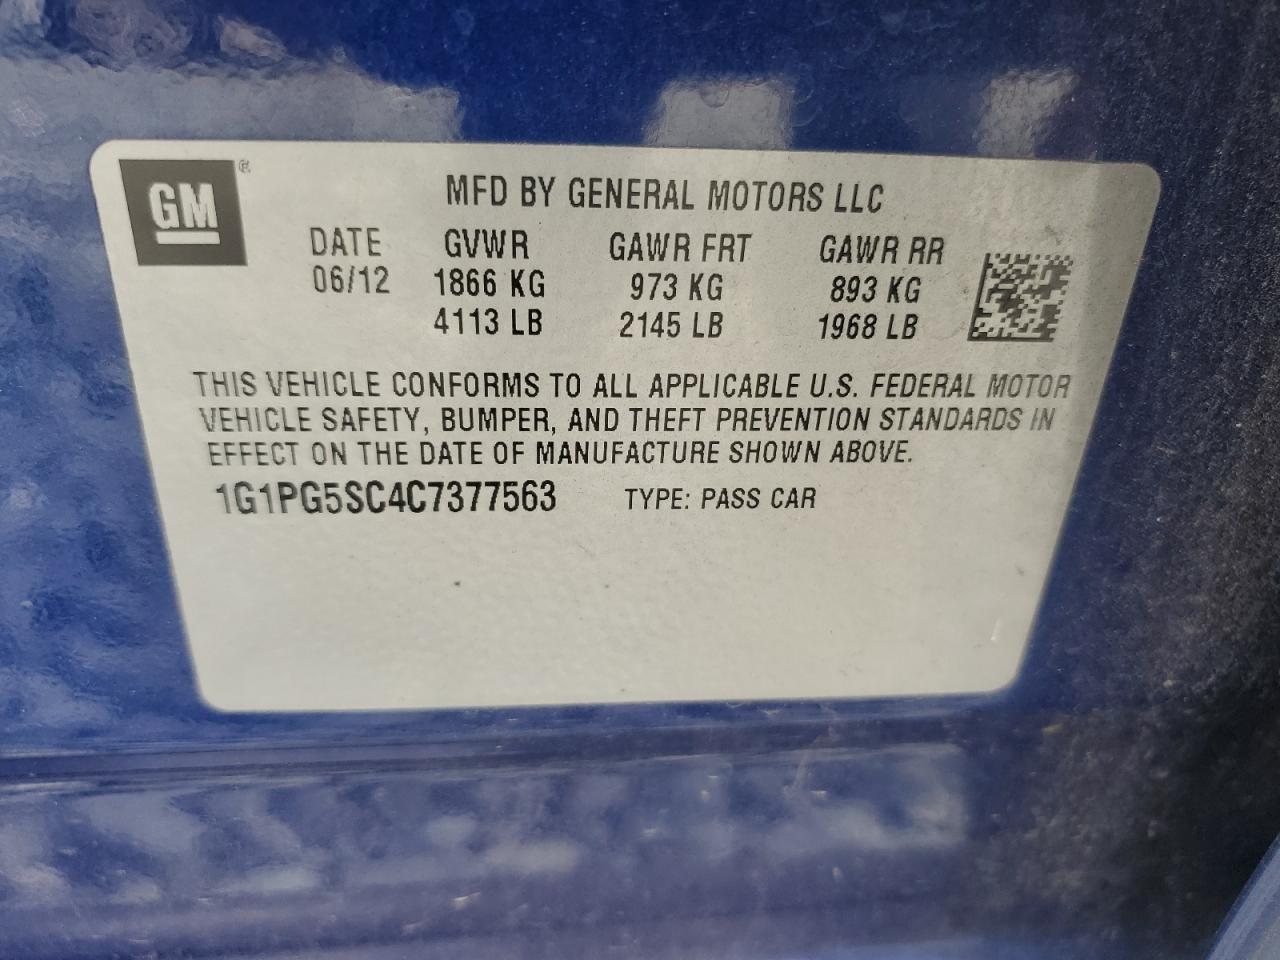 GM ®
MFD BY GENERAL MOTORS LLC
DATE GVWR GAWR FRT GAWR RR
06/12 1866 KG 973 KG 893 KG
4113 LB 2145 LB 1968 LB
THIS VEHICLE CONFORMS TO ALL APPLICABLE U.S. FEDERAL MOTOR
VEHICLE SAFETY, BUMPER, AND THEFT PREVENTION STANDARDS IN
EFFECT ON THE DATE OF MANUFACTURE SHOWN ABOVE.
1G1PG5SC4C7377563 TYPE: PASS CAR